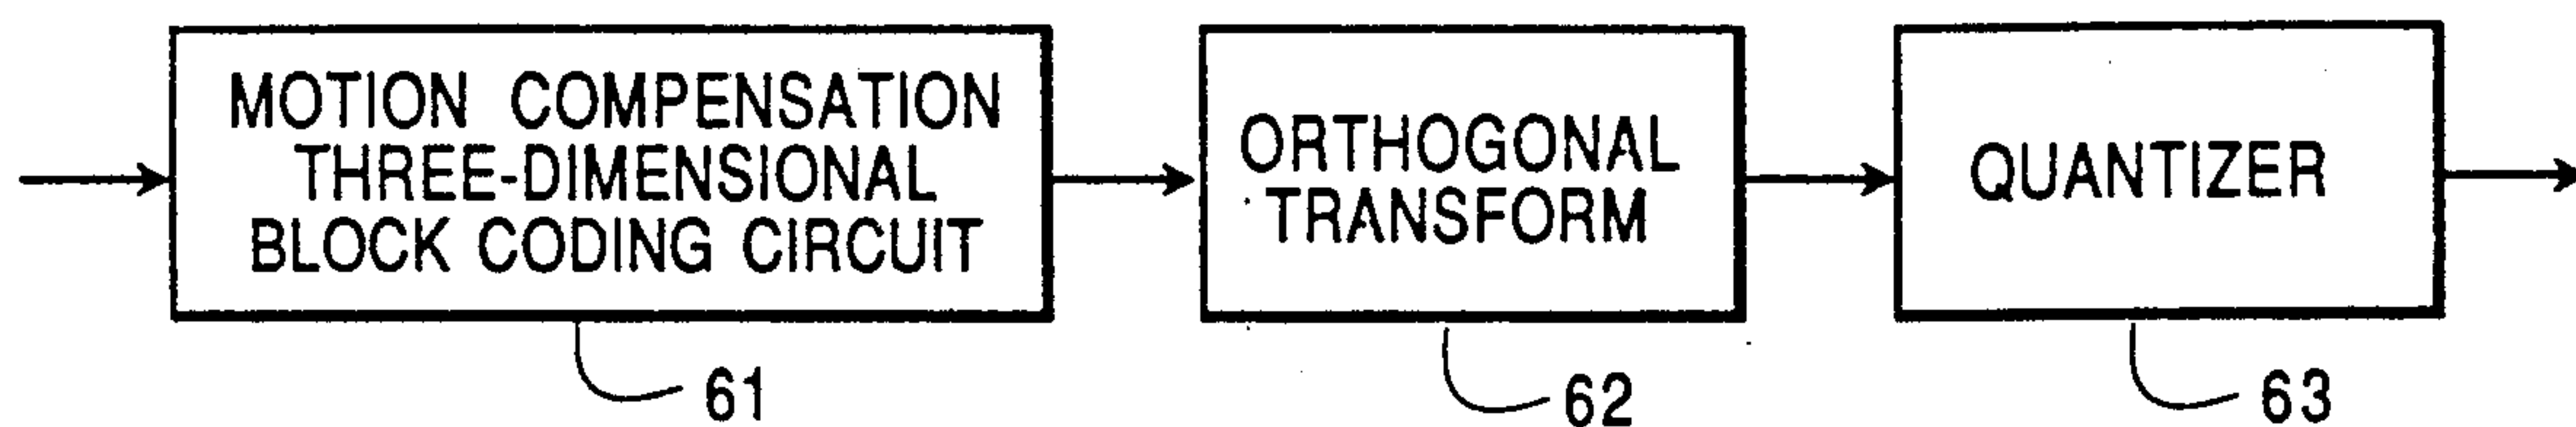 MOTION COMPENSATION
THREE-DIMENSIONAL
BLOCK CODING CIRCUIT
ORTHOGONAL
TRANSFORM
QUANTIZER
61
62
63